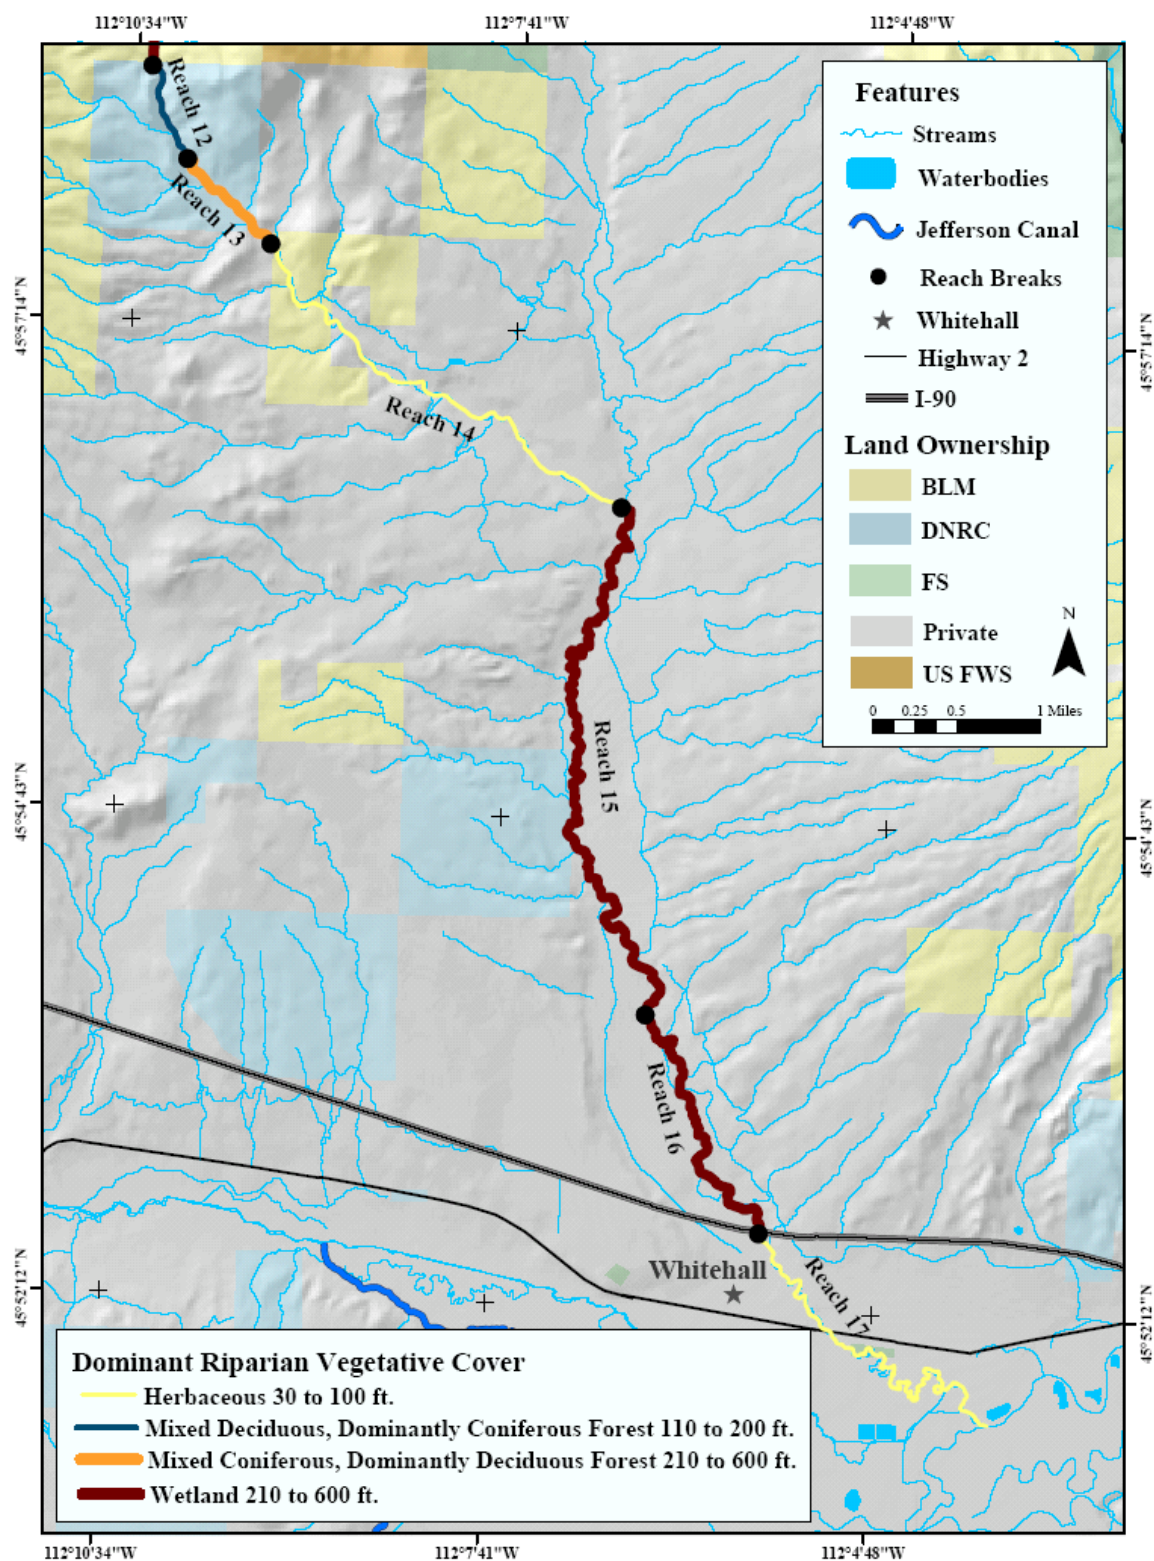 112°10'34"W 112°7'41"W 112°4'48"W
Reach 12
Reach 13
Features
Streams
Waterbodies
Jefferson Canal
Reach Breaks
Whitehall
Highway 2
I-90
45°57'14"N
45°57'14"N
Reach 14
Land Ownership
BLM
DNRC
FS
Private
US FWS
N
0 0.25 0.5 1 Miles
Reach 15
45°54'43"N
45°54'43"N
Reach 16
Whitehall
Reach 17
45°52'12"N
45°52'12"N
Dominant Riparian Vegetative Cover
Herbaceous 30 to 100 ft.
Mixed Deciduous, Dominantly Coniferous Forest 110 to 200 ft.
Mixed Coniferous, Dominantly Deciduous Forest 210 to 600 ft.
Wetland 210 to 600 ft.
112°10'34"W 112°7'41"W 112°4'48"W